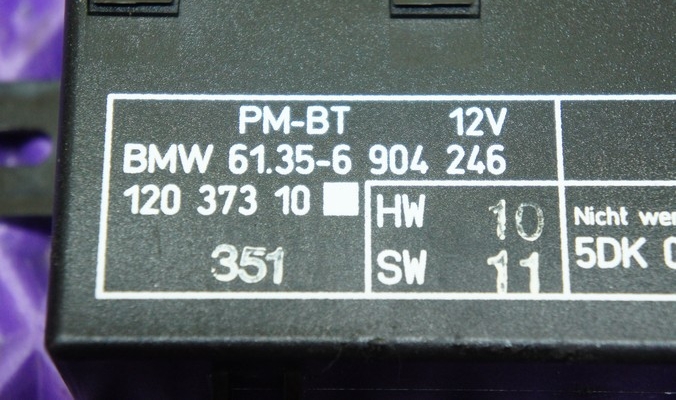 PM-BT 12V
BMW 61.35-6 904 246
120 373 10
HW 10
351
SW 11
Nicht
5DK